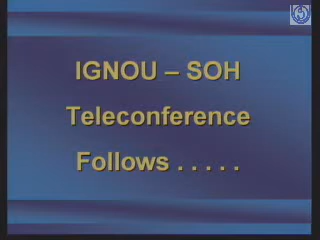 IGNOU – SOH
Teleconference
Follows . . . . .